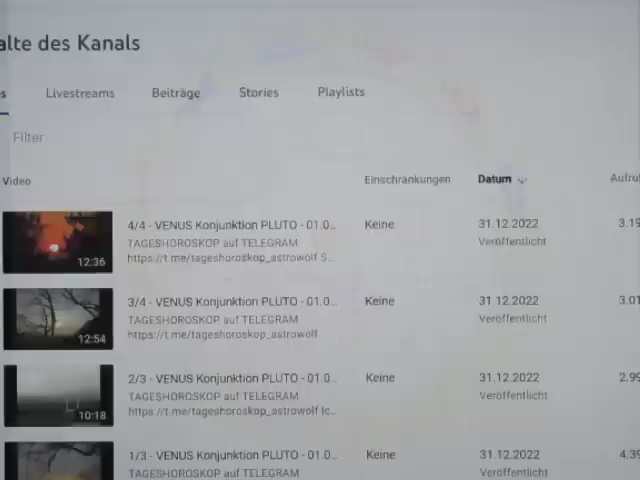 alte des Kanals
s Livestreams Beiträge Stories Playlists
Filter
Video Einschränkungen Datum ↓ Aufru
4/4 - VENUS Konjunktion PLUTO - 01.0... Keine 31.12.2022 3.19
TAGESHOROSKOP auf TELEGRAM Veröffentlicht
https://t.me/tageshoroskop_astrowolf S...
12:36
3/4 - VENUS Konjunktion PLUTO - 01.0... Keine 31.12.2022 3.01
TAGESHOROSKOP auf TELEGRAM Veröffentlicht
https://t.me/tageshoroskop_astrowolf
12:54
2/3 - VENUS Konjunktion PLUTO - 01.0... Keine 31.12.2022 2.99
TAGESHOROSKOP auf TELEGRAM Veröffentlicht
https://t.me/tageshoroskop_astrowolf Ic...
10:18
1/3 - VENUS Konjunktion PLUTO - 01.0... Keine 31.12.2022 4.39
TAGESHOROSKOP auf TELEGRAM Veröffentlicht